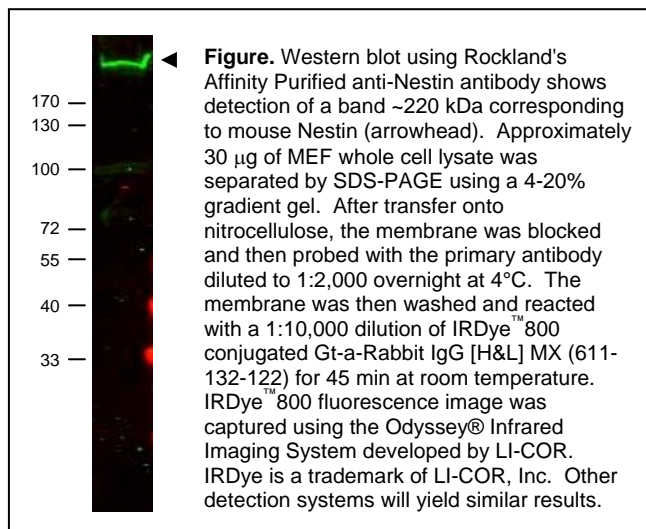 170
130
100
72
55
40
33
Figure. Western blot using Rockland's
Affinity Purified anti-Nestin antibody shows
detection of a band ~220 kDa corresponding
to mouse Nestin (arrowhead). Approximately
30 μg of MEF whole cell lysate was
separated by SDS-PAGE using a 4-20%
gradient gel. After transfer onto
nitrocellulose, the membrane was blocked
and then probed with the primary antibody
diluted to 1:2,000 overnight at 4°C. The
membrane was then washed and reacted
with a 1:10,000 dilution of IRDye™800
conjugated Gt-a-Rabbit IgG [H&L] MX (611-
132-122) for 45 min at room temperature.
IRDye™800 fluorescence image was
captured using the Odyssey® Infrared
Imaging System developed by LI-COR.
IRDye is a trademark of LI-COR, Inc. Other
detection systems will yield similar results.